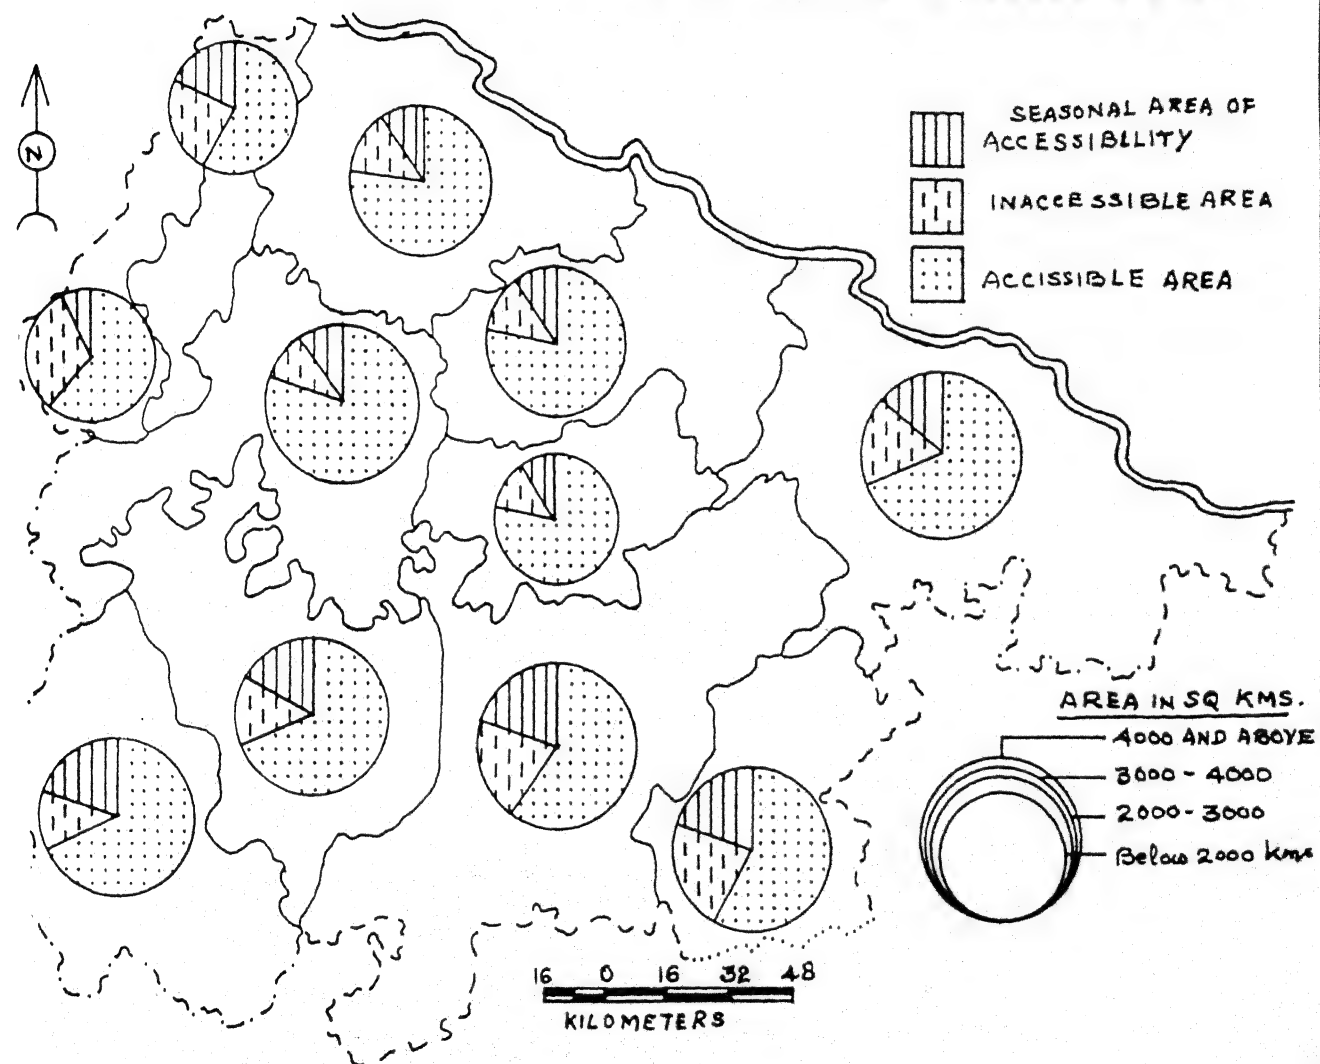 N
SEASONAL AREA OF
ACCESSIBLLITY
INACCESSIBLE AREA
ACCISSIBLE AREA
AREA IN SQ KMS.
4000 AND ABOVE
3000 - 4000
2000 - 3000
Below 2000 kms
16 0 16 32 48
KILOMETERS